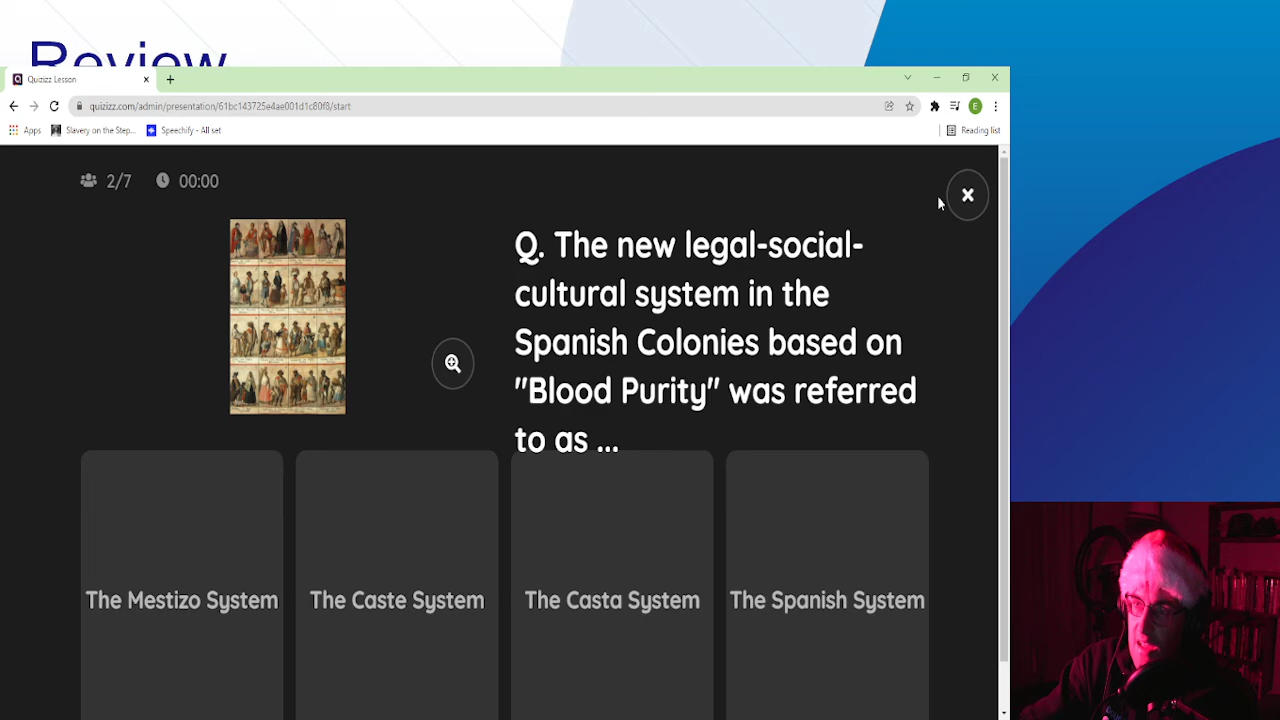 Review
Quizizz Lesson
quizizz.com/admin/presentation/61bc143725e4ae001d1c80f8/start
Apps Slavery on the Step... Speechify - All set Reading list
E
2/7 00:00
Q. The new legal-social-
cultural system in the
Spanish Colonies based on
"Blood Purity" was referred
to as ...
The Mestizo System
The Caste System
The Casta System
The Spanish System